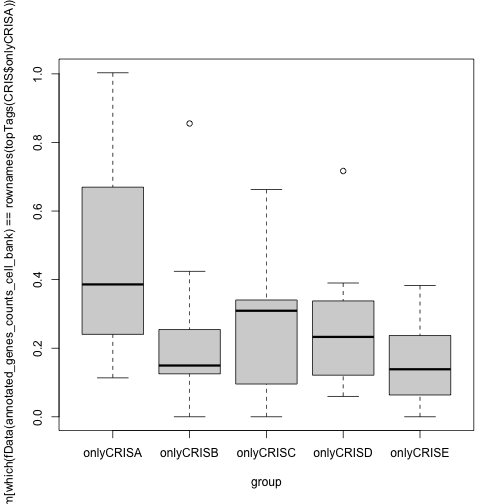 m[which(fData(annotated_genes_counts_cell_bank) == rownames(topTags(CRIS$onlyCRISA))
1.0
0.8
0.6
0.4
0.2
0.0
onlyCRISA onlyCRISB onlyCRISC onlyCRISD onlyCRISE
group